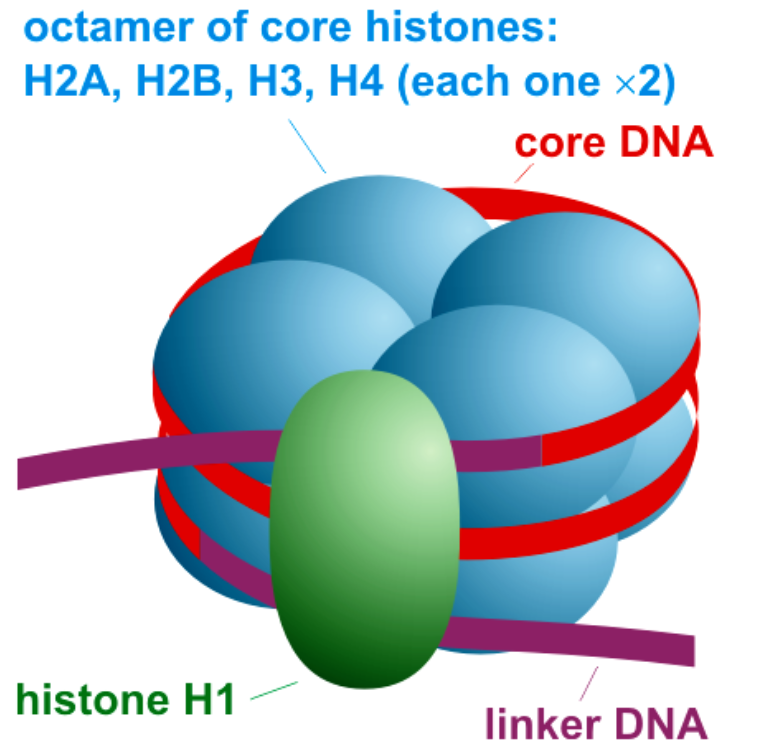 octamer of core histones:
H2A, H2B, H3, H4 (each one ×2)
core DNA
histone H1
linker DNA